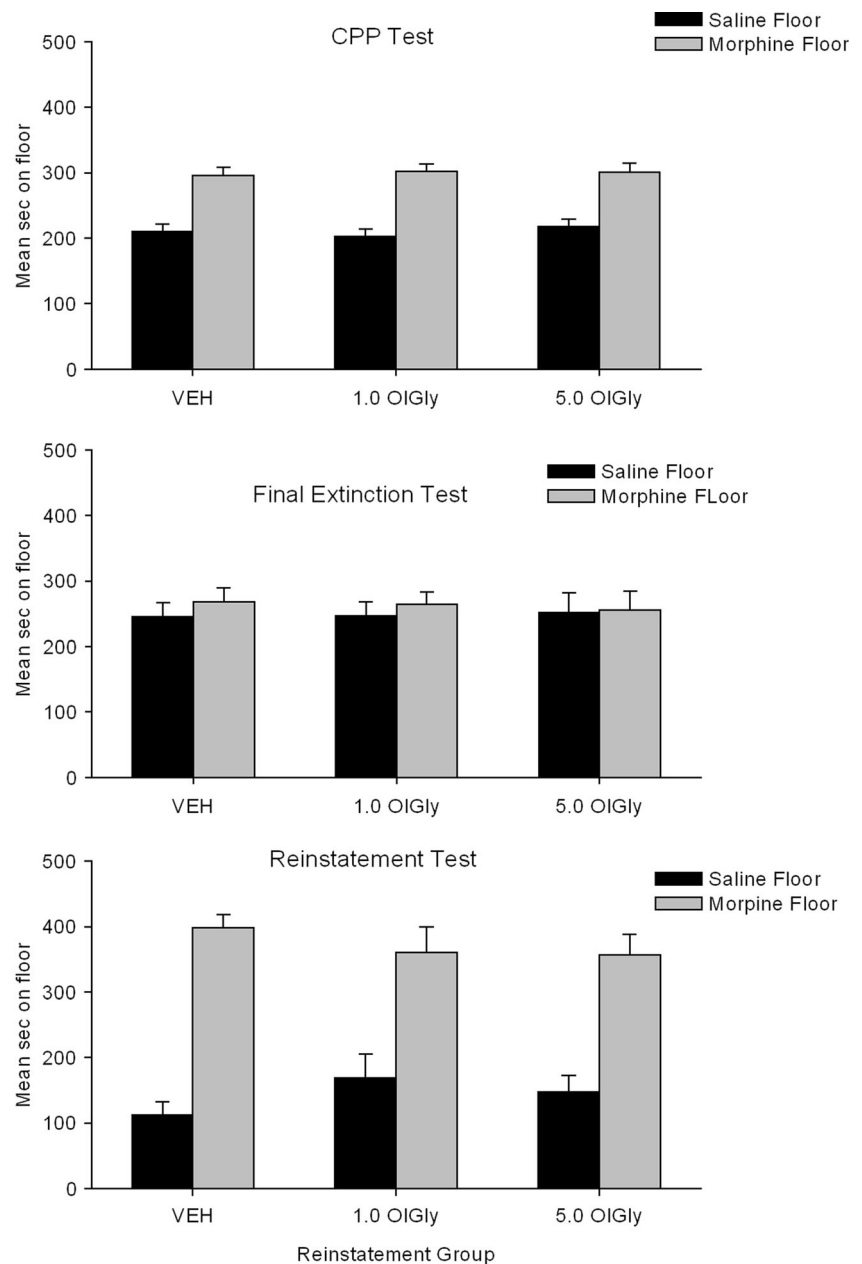 CPP Test
Saline Floor
Morphine Floor
Mean sec on floor
500
400
300
200
100
0
VEH
1.0 OlGly
5.0 OlGly
Final Extinction Test
Saline Floor
Morphine FLoor
Mean sec on floor
500
400
300
200
100
0
VEH
1.0 OlGly
5.0 OlGly
Reinstatement Test
Saline Floor
Morpine Floor
Mean sec on floor
500
400
300
200
100
0
VEH
1.0 OlGly
5.0 OlGly
Reinstatement Group